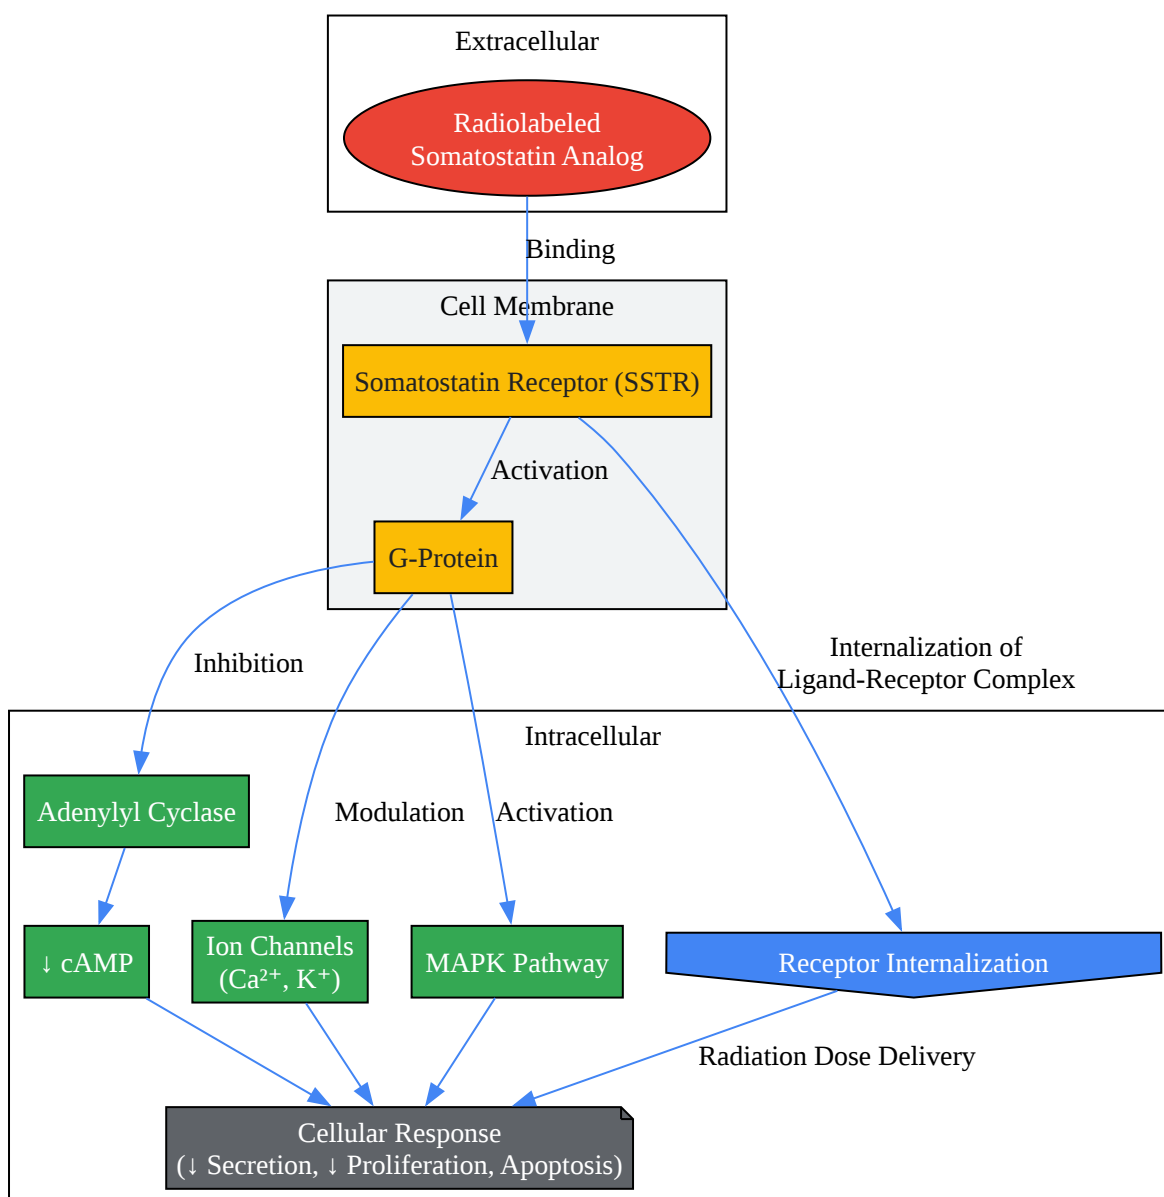 Extracellular
Radiolabeled
Somatostatin Analog
Binding
Cell Membrane
Somatostatin Receptor (SSTR)
Activation
G-Protein
Inhibition
Internalization of
Ligand-Receptor Complex
Intracellular
Adenylyl Cyclase
Modulation
Activation
↓ cAMP
Ion Channels
(Ca²⁺, K⁺)
MAPK Pathway
Receptor Internalization
Radiation Dose Delivery
Cellular Response
(↓ Secretion, ↓ Proliferation, Apoptosis)